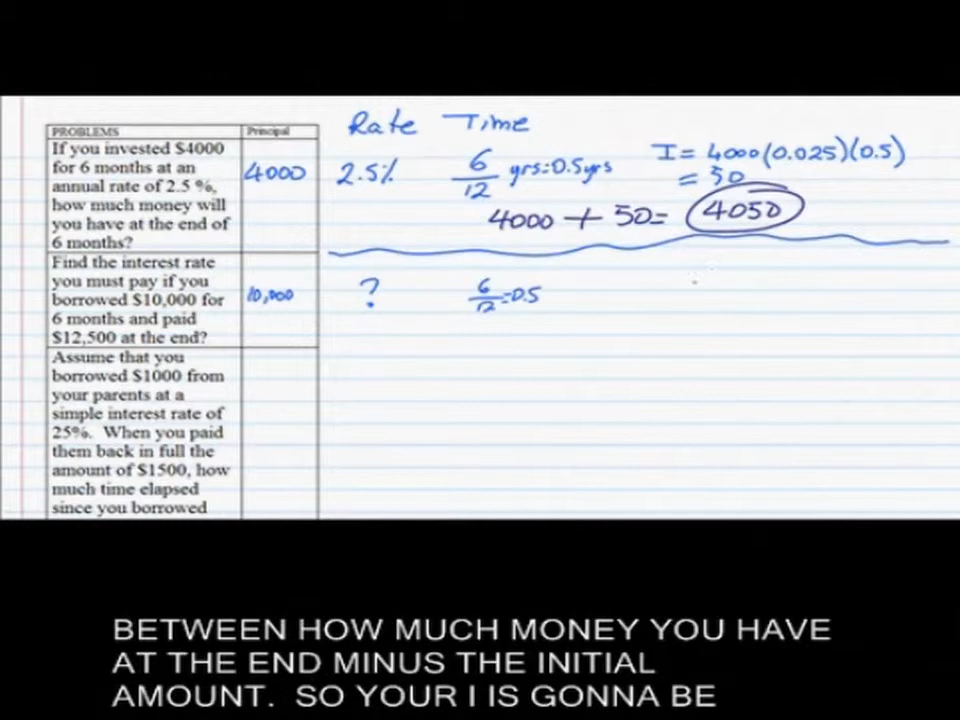 Rate Time
PROBLEMS Principal
If you invested $4000
for 6 months at an
annual rate of 2.5 %,
how much money will
you have at the end of
6 months?
4000 2.5% 6/12 yrs=0.5yrs I= 4000(0.025)(0.5)
= 50
4000 + 50= 4050
Find the interest rate
you must pay if you
borrowed $10,000 for
6 months and paid
$12,500 at the end?
10,000 ? 6/12=0.5
Assume that you
borrowed $1000 from
your parents at a
simple interest rate of
25%. When you paid
them back in full the
amount of $1500, how
much time elapsed
since you borrowed
BETWEEN HOW MUCH MONEY YOU HAVE
AT THE END MINUS THE INITIAL
AMOUNT. SO YOUR I IS GONNA BE